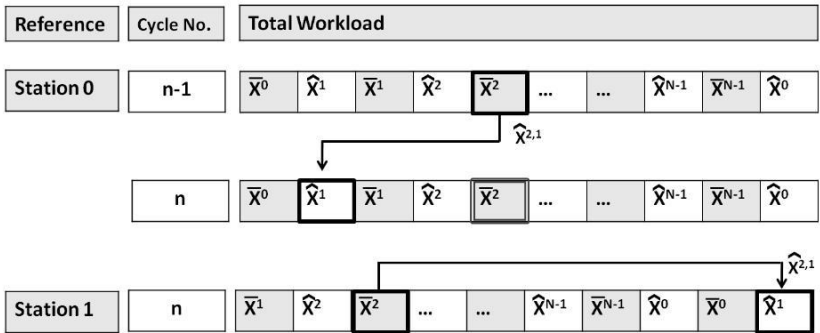 Reference Cycle No. Total Workload
Station 0 n-1 X̅⁰ X̂¹ X̅¹ X̂² X̅² ... ... X̂ᴺ⁻¹ X̅ᴺ⁻¹ X̂⁰
X̂²,¹
n X̅⁰ X̂¹ X̅¹ X̂² X̅² ... ... X̂ᴺ⁻¹ X̅ᴺ⁻¹ X̂⁰
X̂²,¹
Station 1 n X̅¹ X̂² X̅² ... ... X̂ᴺ⁻¹ X̅ᴺ⁻¹ X̂⁰ X̅⁰ X̂¹